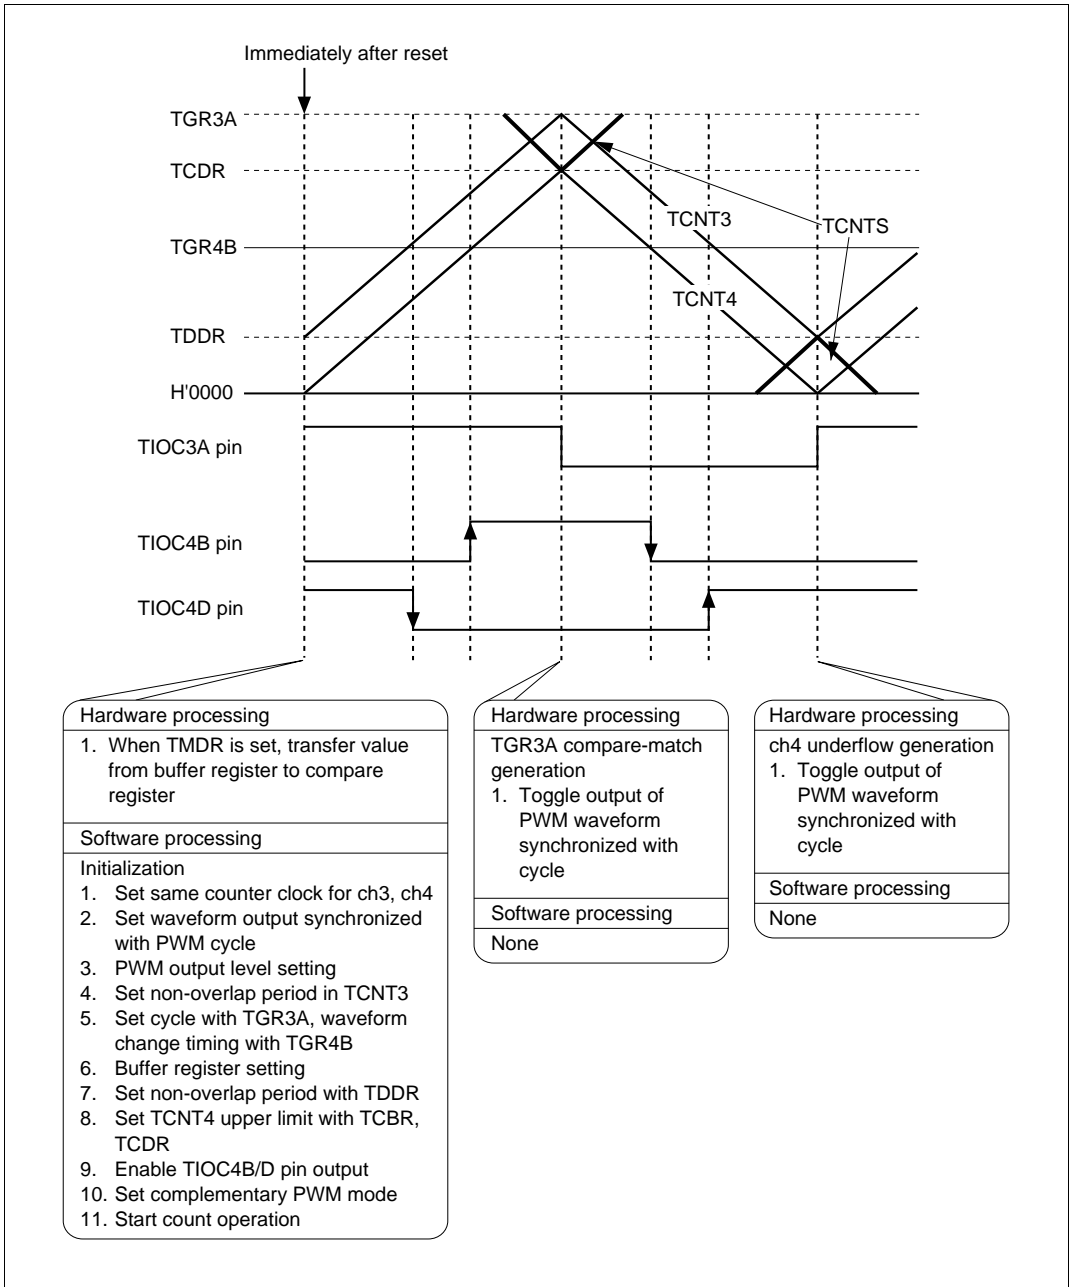 Immediately after reset
TGR3A
TCDR
TCNT3
TCNTS
TGR4B
TCNT4
TDDR
H'0000
TIOC3A pin
TIOC4B pin
TIOC4D pin
Hardware processing
1. When TMDR is set, transfer value
from buffer register to compare
register
Software processing
Initialization
1. Set same counter clock for ch3, ch4
2. Set waveform output synchronized
with PWM cycle
3. PWM output level setting
4. Set non-overlap period in TCNT3
5. Set cycle with TGR3A, waveform
change timing with TGR4B
6. Buffer register setting
7. Set non-overlap period with TDDR
8. Set TCNT4 upper limit with TCBR,
TCDR
9. Enable TIOC4B/D pin output
10. Set complementary PWM mode
11. Start count operation
Hardware processing
TGR3A compare-match
generation
1. Toggle output of
PWM waveform
synchronized with
cycle
Software processing
None
Hardware processing
ch4 underflow generation
1. Toggle output of
PWM waveform
synchronized with
cycle
Software processing
None